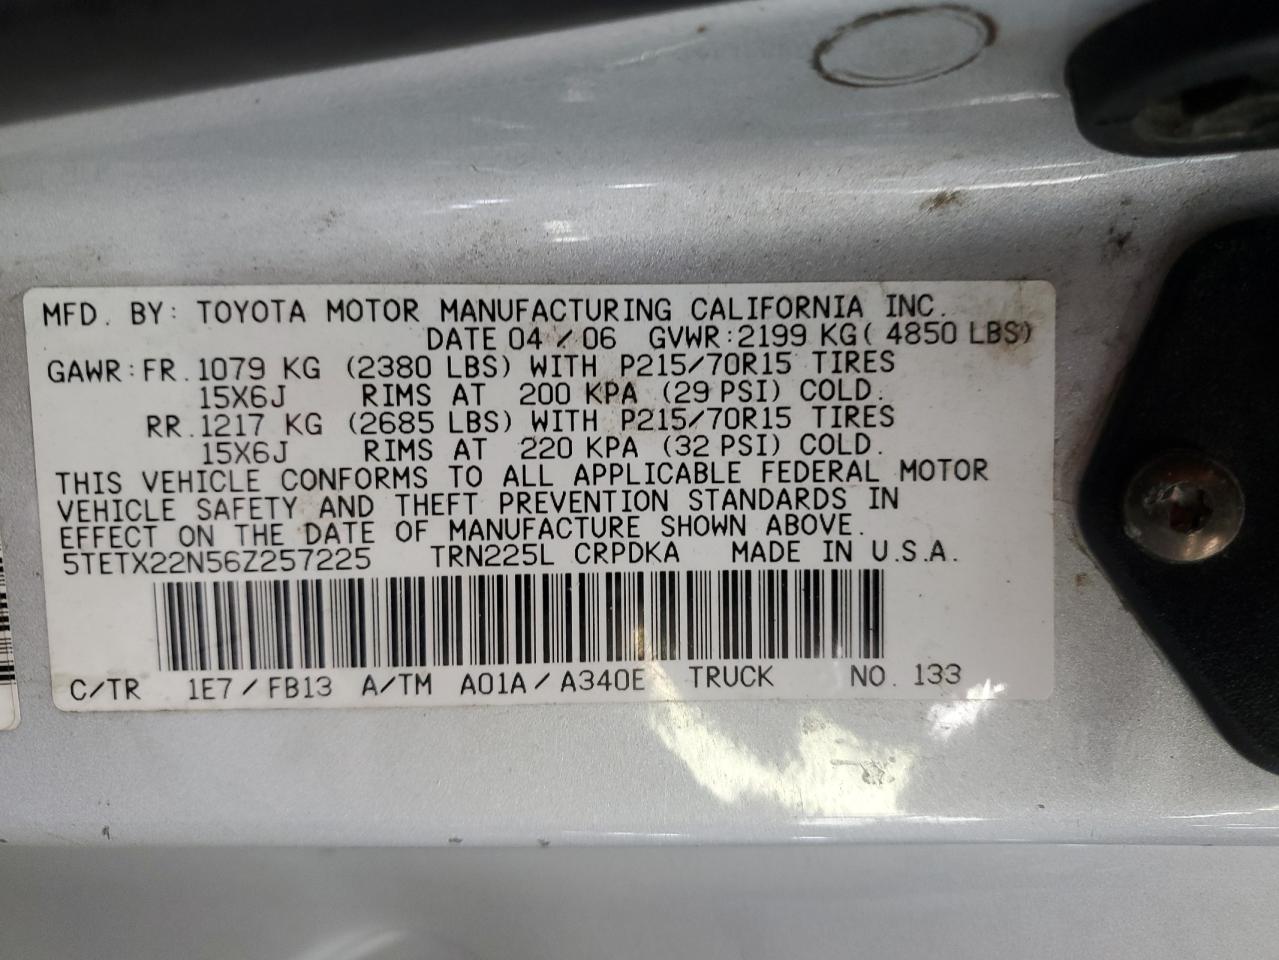 MFD. BY: TOYOTA MOTOR MANUFACTURING CALIFORNIA INC.
DATE 04 / 06 GVWR: 2199 KG( 4850 LBS)
GAWR: FR. 1079 KG (2380 LBS) WITH P215/70R15 TIRES
15X6J RIMS AT 200 KPA (29 PSI) COLD.
RR. 1217 KG (2685 LBS) WITH P215/70R15 TIRES
15X6J RIMS AT 220 KPA (32 PSI) COLD.
THIS VEHICLE CONFORMS TO ALL APPLICABLE FEDERAL MOTOR
VEHICLE SAFETY AND THEFT PREVENTION STANDARDS IN
EFFECT ON THE DATE OF MANUFACTURE SHOWN ABOVE.
5TETX22N56Z257225 TRN225L CRPDKA MADE IN U.S.A.
C/TR 1E7 / FB13 A/TM A01A / A340E TRUCK NO. 133